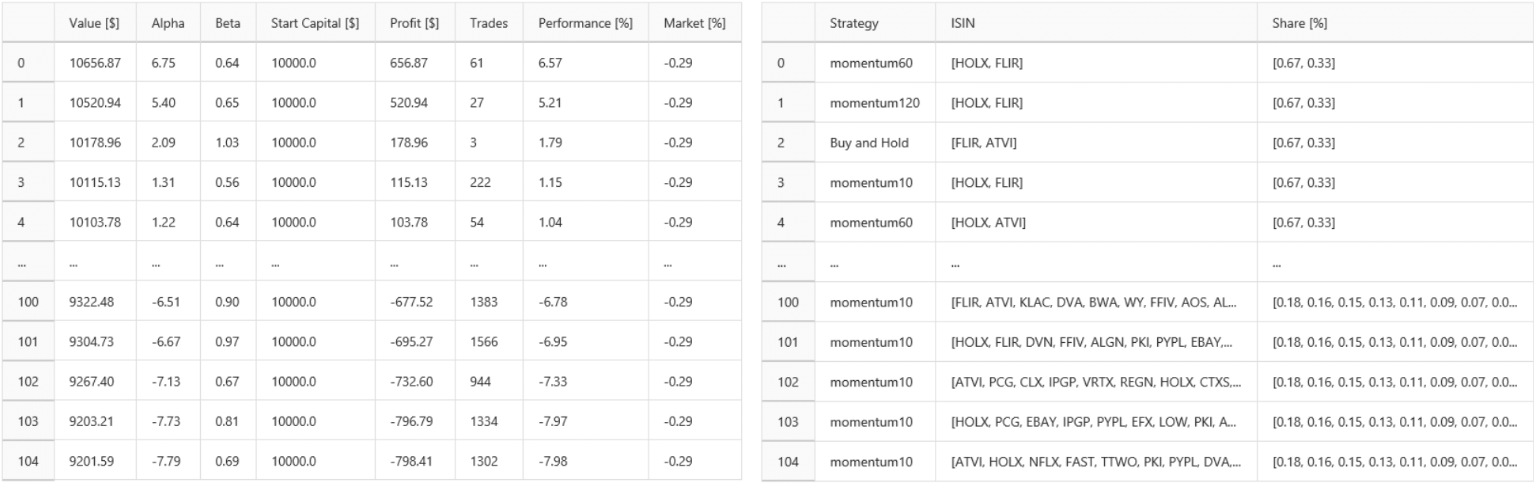 Value [$] Alpha Beta Start Capital [$] Profit [$] Trades Performance [%] Market [%] Strategy ISIN Share [%]
0 10656.87 6.75 0.64 10000.0 656.87 61 6.57 -0.29 0 momentum60 [HOLX, FLIR] [0.67, 0.33]
1 10520.94 5.40 0.65 10000.0 520.94 27 5.21 -0.29 1 momentum120 [HOLX, FLIR] [0.67, 0.33]
2 10178.96 2.09 1.03 10000.0 178.96 3 1.79 -0.29 2 Buy and Hold [FLIR, ATVI] [0.67, 0.33]
3 10115.13 1.31 0.56 10000.0 115.13 222 1.15 -0.29 3 momentum10 [HOLX, FLIR] [0.67, 0.33]
4 10103.78 1.22 0.64 10000.0 103.78 54 1.04 -0.29 4 momentum60 [HOLX, ATVI] [0.67, 0.33]
... ... ... ... ... ... ... ... ... ... ... ... ...
100 9322.48 -6.51 0.90 10000.0 -677.52 1383 -6.78 -0.29 100 momentum10 [FLIR, ATVI, KLAC, DVA, BWA, WY, FFIV, AOS, AL... [0.18, 0.16, 0.15, 0.13, 0.11, 0.09, 0.07, 0.0...
101 9304.73 -6.67 0.97 10000.0 -695.27 1566 -6.95 -0.29 101 momentum10 [HOLX, FLIR, DVN, FFIV, ALGN, PKI, PYPL, EBAY,... [0.18, 0.16, 0.15, 0.13, 0.11, 0.09, 0.07, 0.0...
102 9267.40 -7.13 0.67 10000.0 -732.60 944 -7.33 -0.29 102 momentum10 [ATVI, PCG, CLX, IPGP, VRTX, REGN, HOLX, CTXS,... [0.18, 0.16, 0.15, 0.13, 0.11, 0.09, 0.07, 0.0...
103 9203.21 -7.73 0.81 10000.0 -796.79 1334 -7.97 -0.29 103 momentum10 [HOLX, PCG, EBAY, IPGP, PYPL, EFX, LOW, PKI, A... [0.18, 0.16, 0.15, 0.13, 0.11, 0.09, 0.07, 0.0...
104 9201.59 -7.79 0.69 10000.0 -798.41 1302 -7.98 -0.29 104 momentum10 [ATVI, HOLX, NFLX, FAST, TTWO, PKI, PYPL, DVA,... [0.18, 0.16, 0.15, 0.13, 0.11, 0.09, 0.07, 0.0...